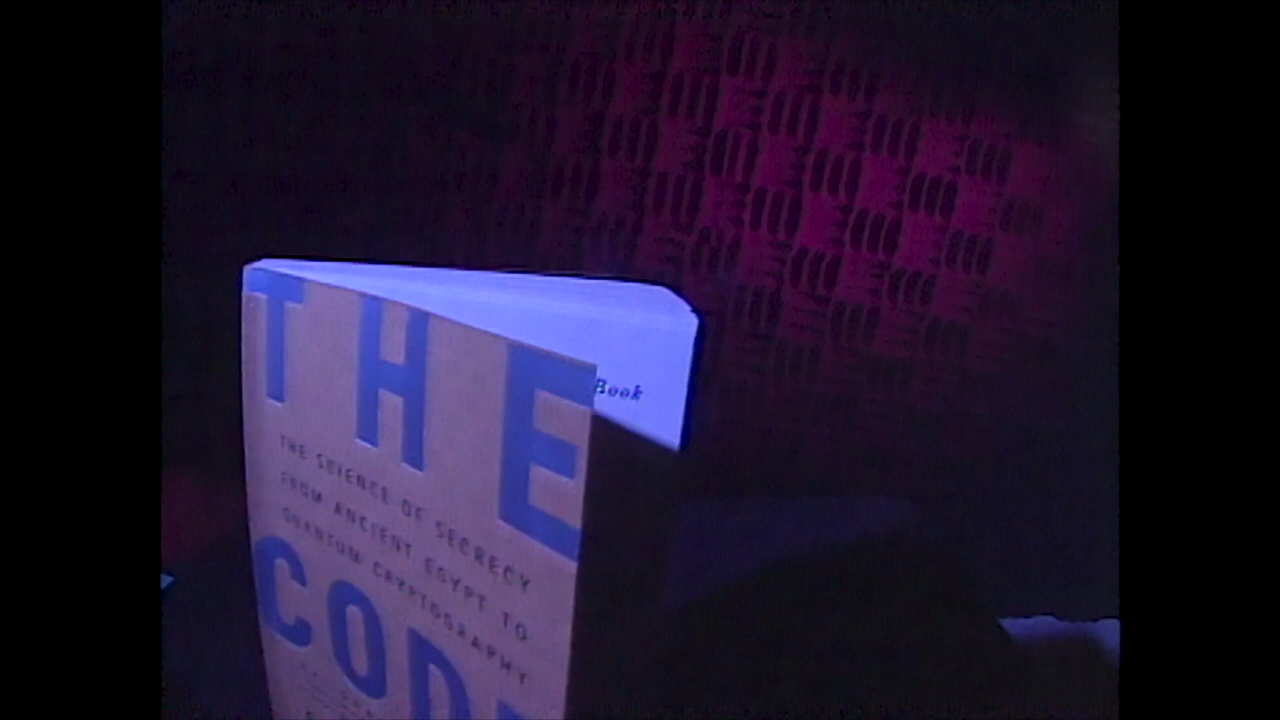 THE
Book
THE SCIENCE OF SECRECY
FROM ANCIENT EGYPT TO
QUANTUM CRYPTOGRAPHY
COD